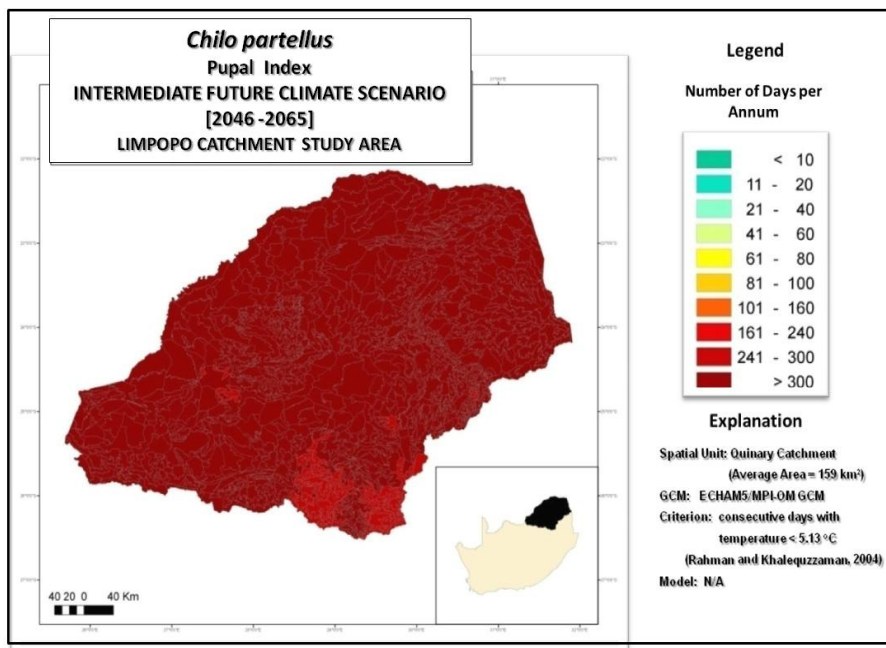 Chilo partellus
Pupal Index
INTERMEDIATE FUTURE CLIMATE SCENARIO
[2046 -2065]
LIMPOPO CATCHMENT STUDY AREA
40 20 0 40 Km
Legend
Number of Days per
Annum
< 10
11 - 20
21 - 40
41 - 60
61 - 80
81 - 100
101 - 160
161 - 240
241 - 300
> 300
Explanation
Spatial Unit: Quinary Catchment
(Average Area = 159 km²)
GCM: ECHAM5/MPI-OM GCM
Criterion: consecutive days with
temperature < 5.13 °C
(Rahman and Khalequzzaman, 2004)
Model: N/A